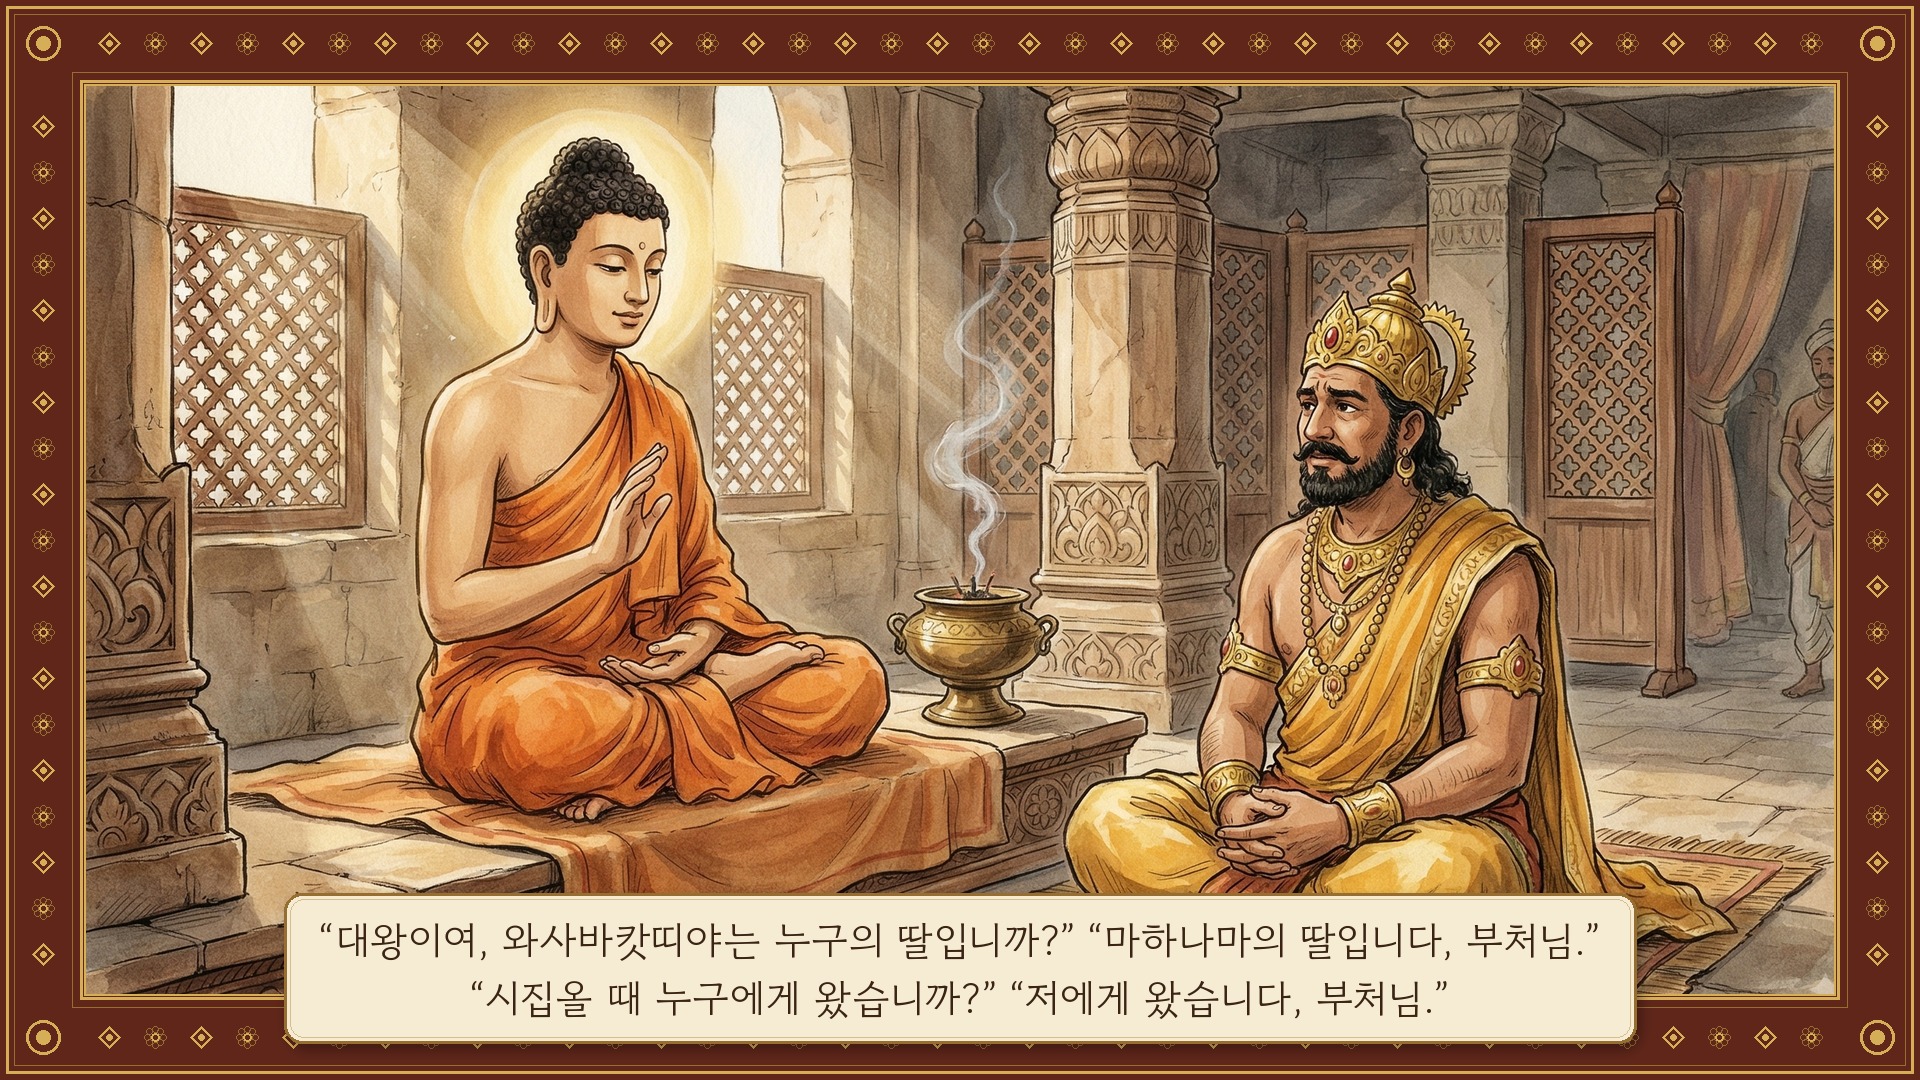 “대왕이여, 와사바캇띠야는 누구의 딸입니까?” “마하나마의 딸입니다, 부처님.”
“시집올 때 누구에게 왔습니까?” “저에게 왔습니다, 부처님.”